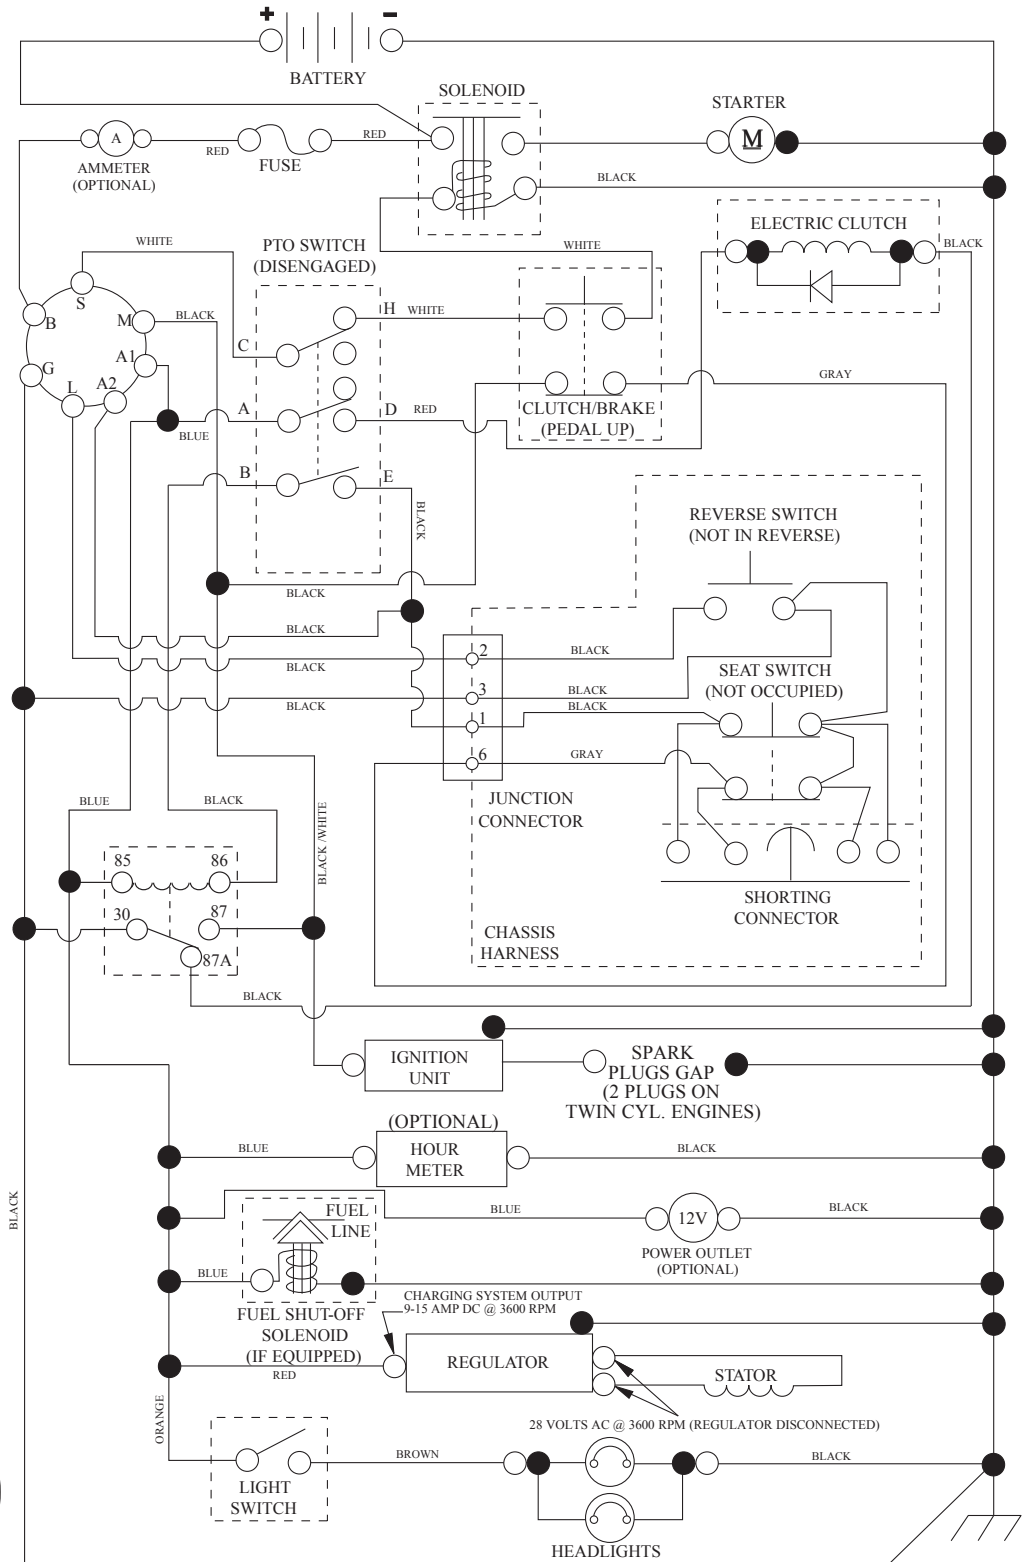 +
−
BATTERY
SOLENOID
STARTER
A
RED
FUSE
RED
M
AMMETER
(OPTIONAL)
BLACK
ELECTRIC CLUTCH
WHITE
PTO SWITCH
(DISENGAGED)
WHITE
BLACK
S
B
M
BLACK
H
WHITE
C
A1
G
L
A2
GRAY
A
D
RED
CLUTCH/BRAKE
(PEDAL UP)
BLUE
B
E
BLACK
REVERSE SWITCH
(NOT IN REVERSE)
BLACK
BLACK
2
BLACK
BLACK
SEAT SWITCH
(NOT OCCUPIED)
3
BLACK
BLACK
BLACK
1
6
GRAY
JUNCTION
CONNECTOR
BLUE
BLACK
BLACK /WHITE
85
86
30
87
87A
SHORTING
CONNECTOR
CHASSIS
HARNESS
BLACK
IGNITION
UNIT
SPARK
PLUGS GAP
(2 PLUGS ON
TWIN CYL. ENGINES)
(OPTIONAL)
HOUR
METER
BLUE
BLACK
BLACK
FUEL
LINE
BLUE
12V
BLACK
POWER OUTLET
(OPTIONAL)
BLUE
FUEL SHUT-OFF
SOLENOID
(IF EQUIPPED)
CHARGING SYSTEM OUTPUT
9-15 AMP DC @ 3600 RPM
RED
REGULATOR
STATOR
28 VOLTS AC @ 3600 RPM (REGULATOR DISCONNECTED)
ORANGE
LIGHT
SWITCH
BROWN
BLACK
HEADLIGHTS